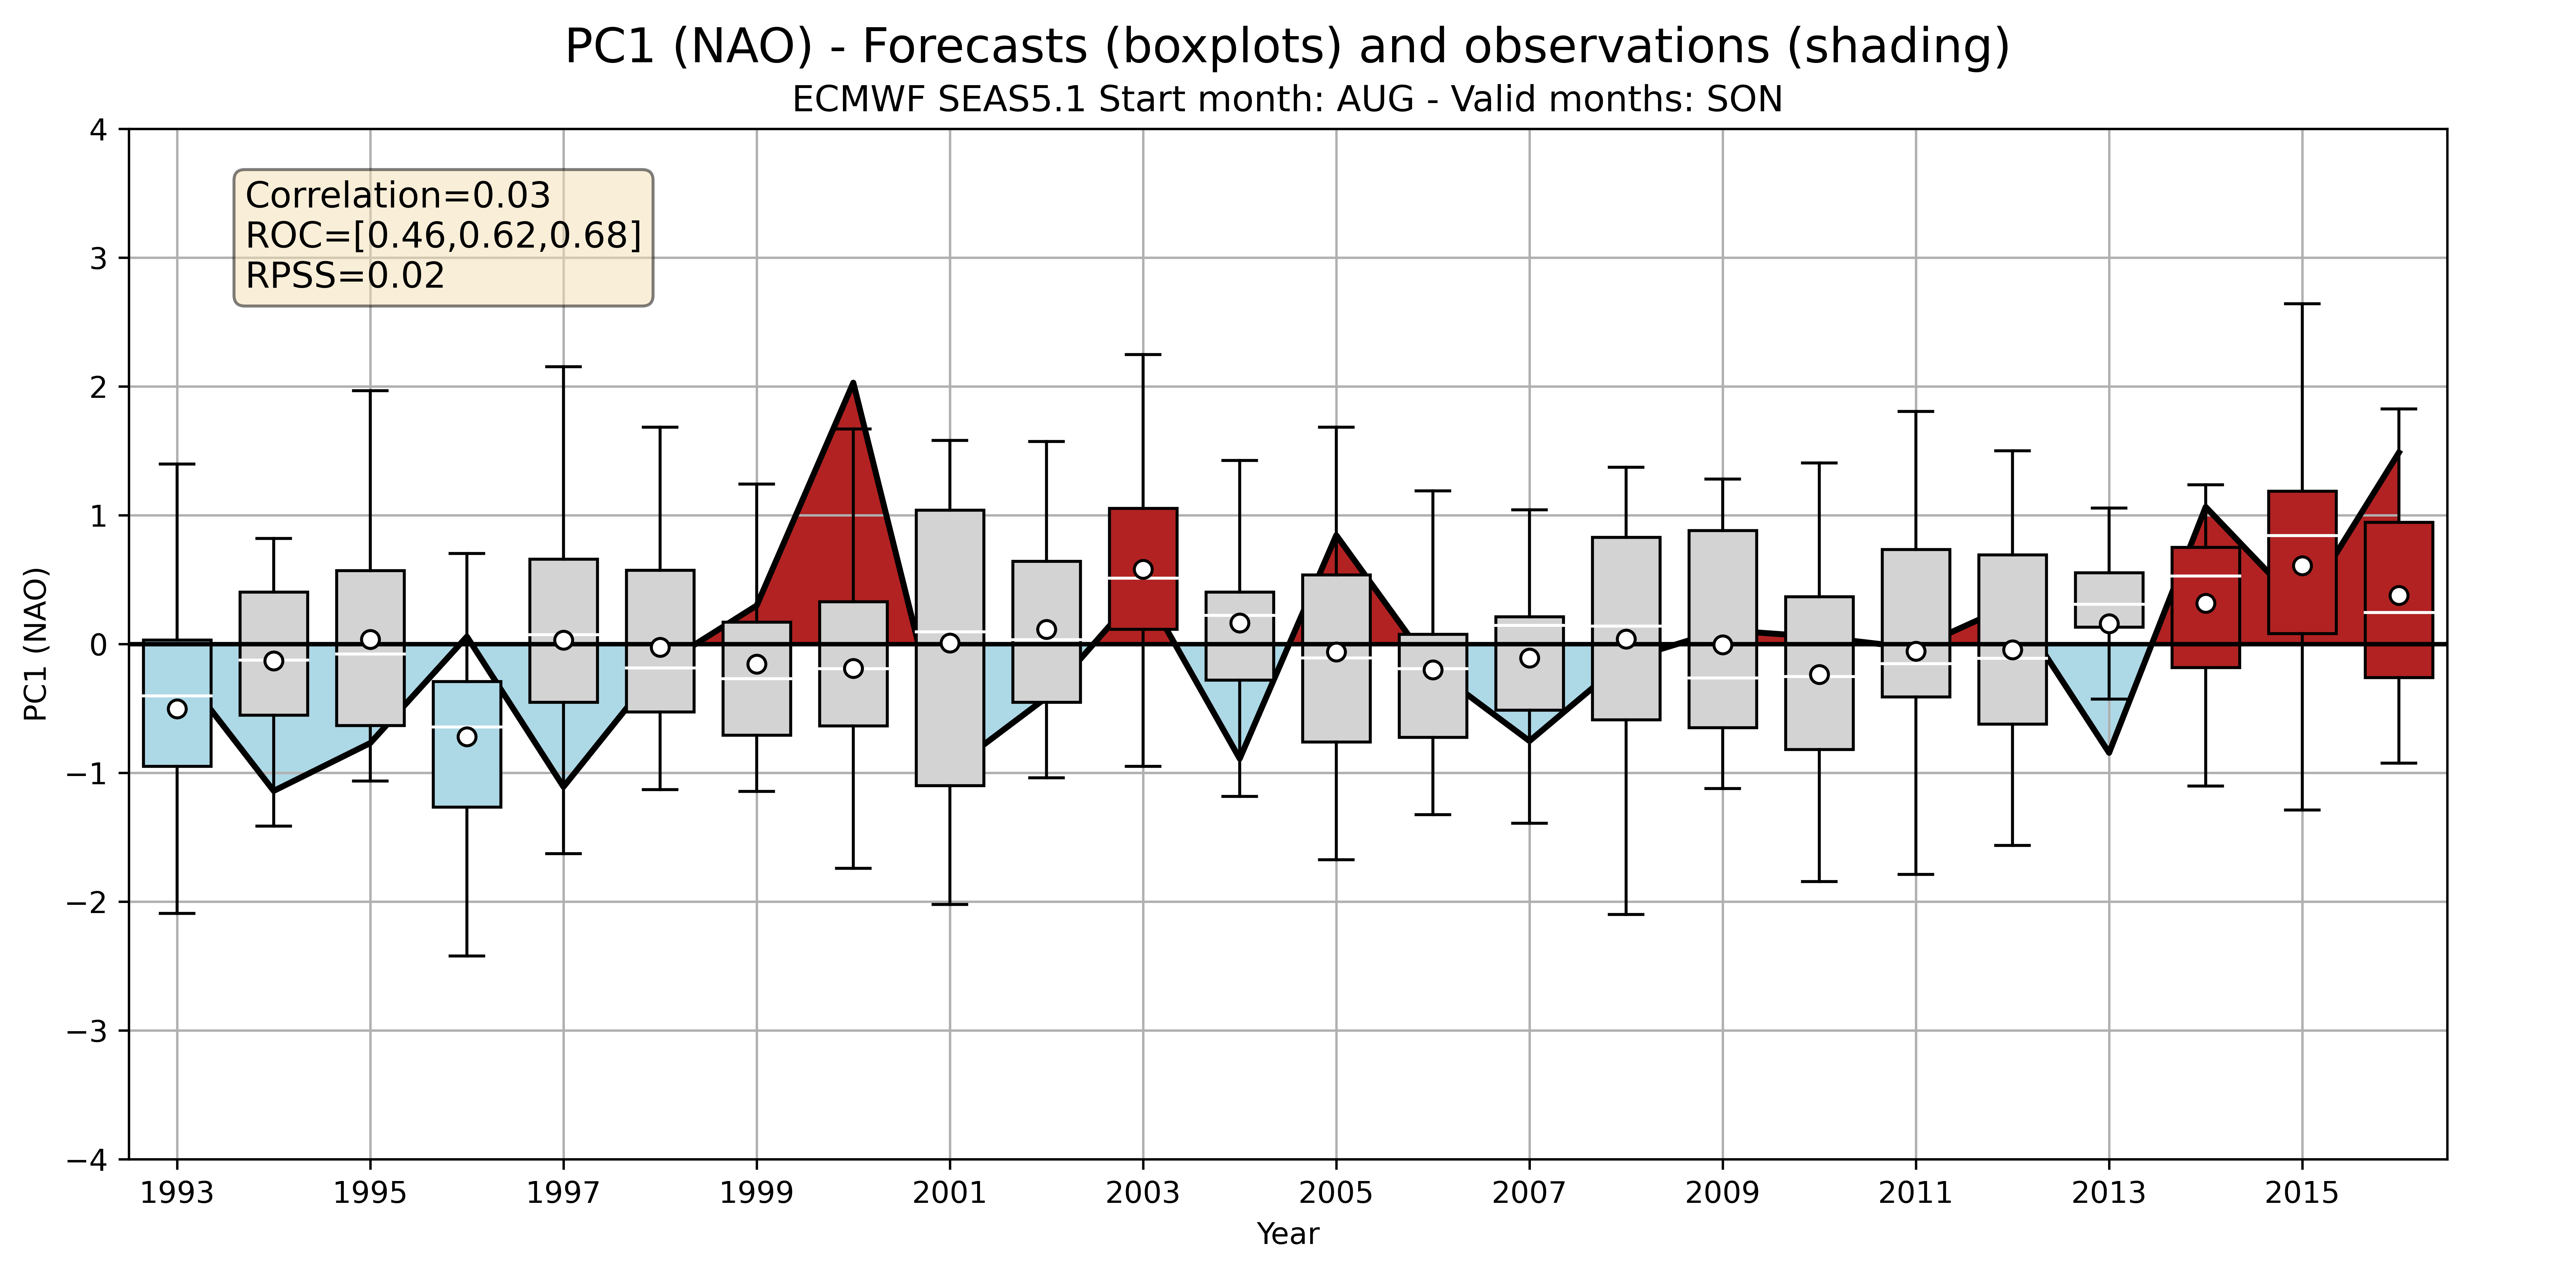 PC1 (NAO) - Forecasts (boxplots) and observations (shading)
ECMWF SEAS5.1 Start month: AUG - Valid months: SON
Correlation=0.03
ROC=[0.46,0.62,0.68]
RPSS=0.02
PC1 (NAO)
4
3
2
1
0
−1
−2
−3
−4
1993 1995 1997 1999 2001 2003 2005 2007 2009 2011 2013 2015
Year